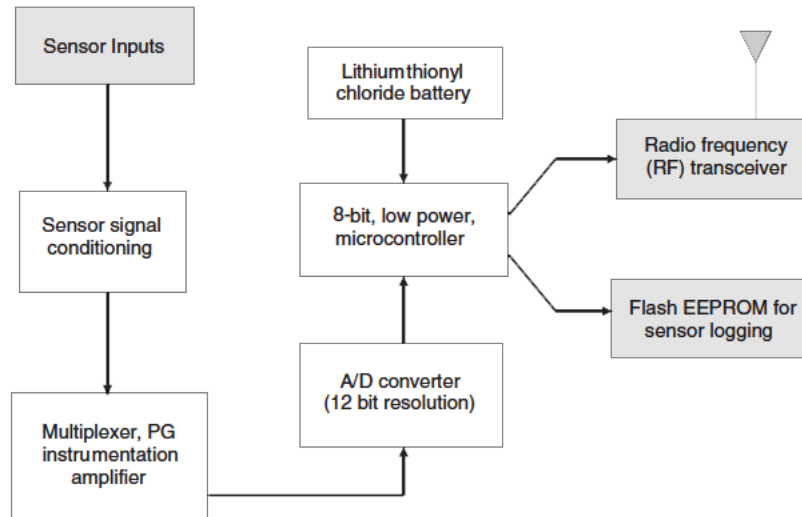 Sensor Inputs
Sensor signal
conditioning
Multiplexer, PG
instrumentation
amplifier
Lithium thionyl
chloride battery
8-bit, low power,
microcontroller
A/D converter
(12 bit resolution)
Radio frequency
(RF) transceiver
Flash EEPROM for
sensor logging